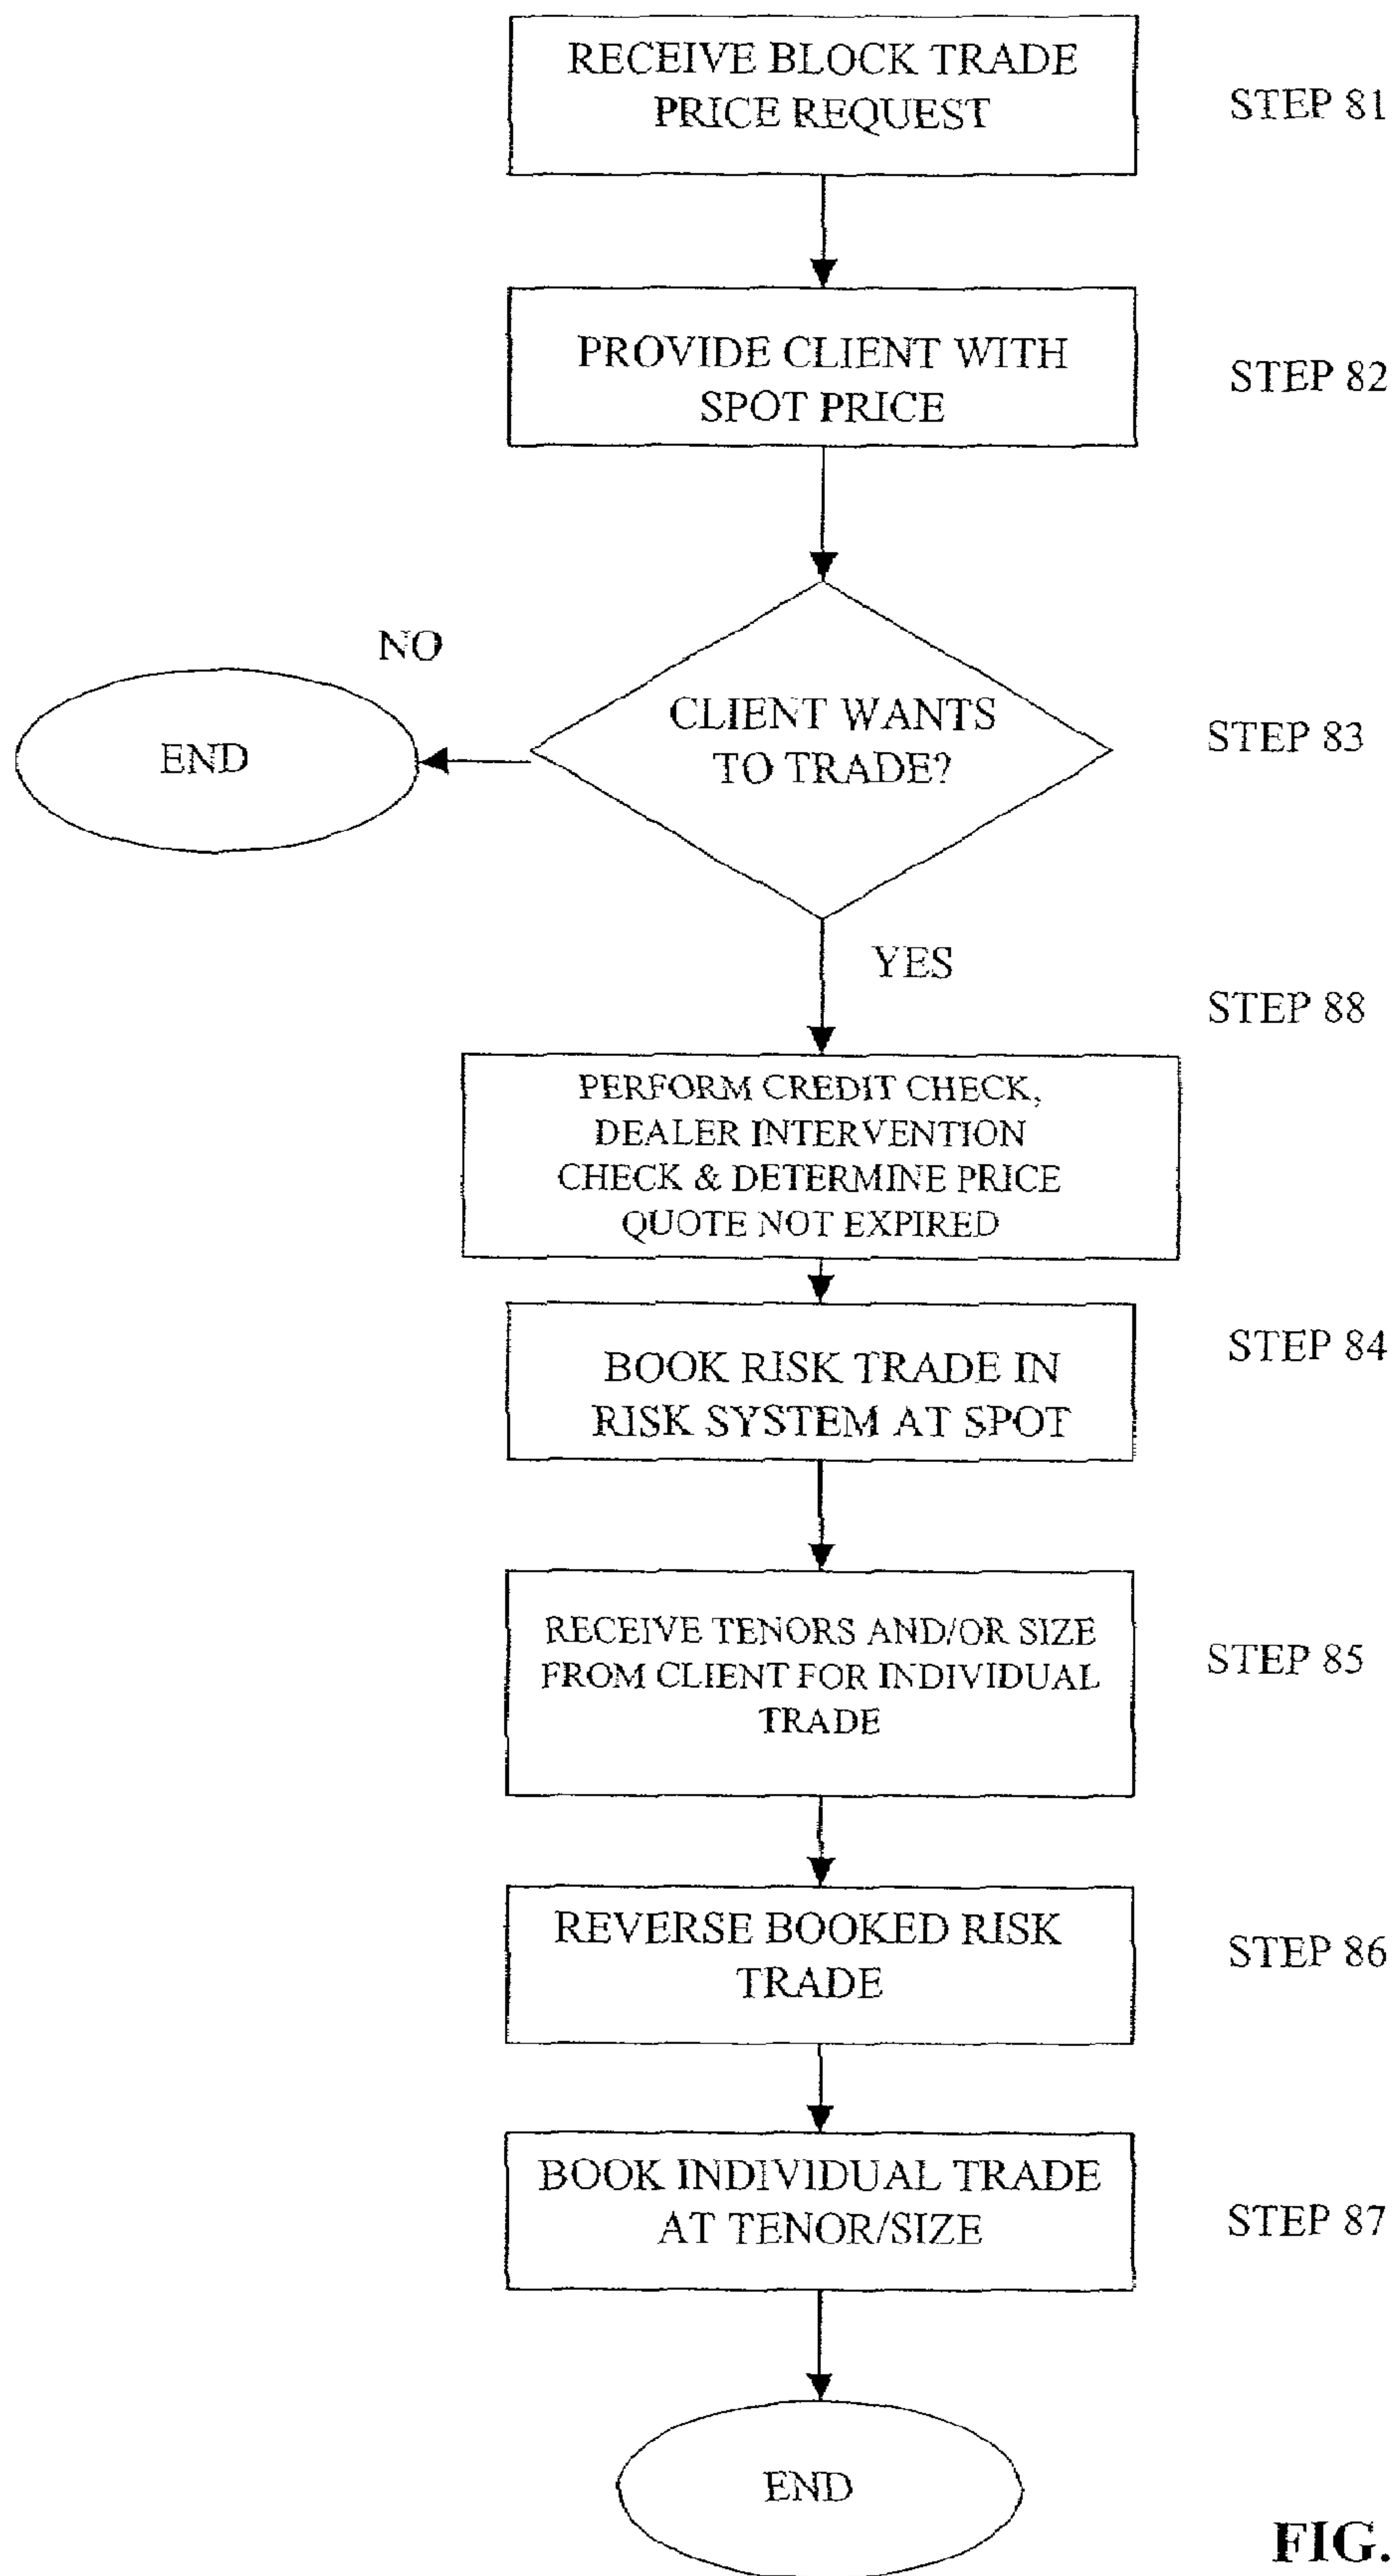 RECEIVE BLOCK TRADE
PRICE REQUEST
STEP 81
PROVIDE CLIENT WITH
SPOT PRICE
STEP 82
NO
END
CLIENT WANTS
TO TRADE?
STEP 83
YES
STEP 88
PERFORM CREDIT CHECK,
DEALER INTERVENTION
CHECK & DETERMINE PRICE
QUOTE NOT EXPIRED
BOOK RISK TRADE IN
RISK SYSTEM AT SPOT
STEP 84
RECEIVE TENORS AND/OR SIZE
FROM CLIENT FOR INDIVIDUAL
TRADE
STEP 85
REVERSE BOOKED RISK
TRADE
STEP 86
BOOK INDIVIDUAL TRADE
AT TENOR/SIZE
STEP 87
END
FIG.